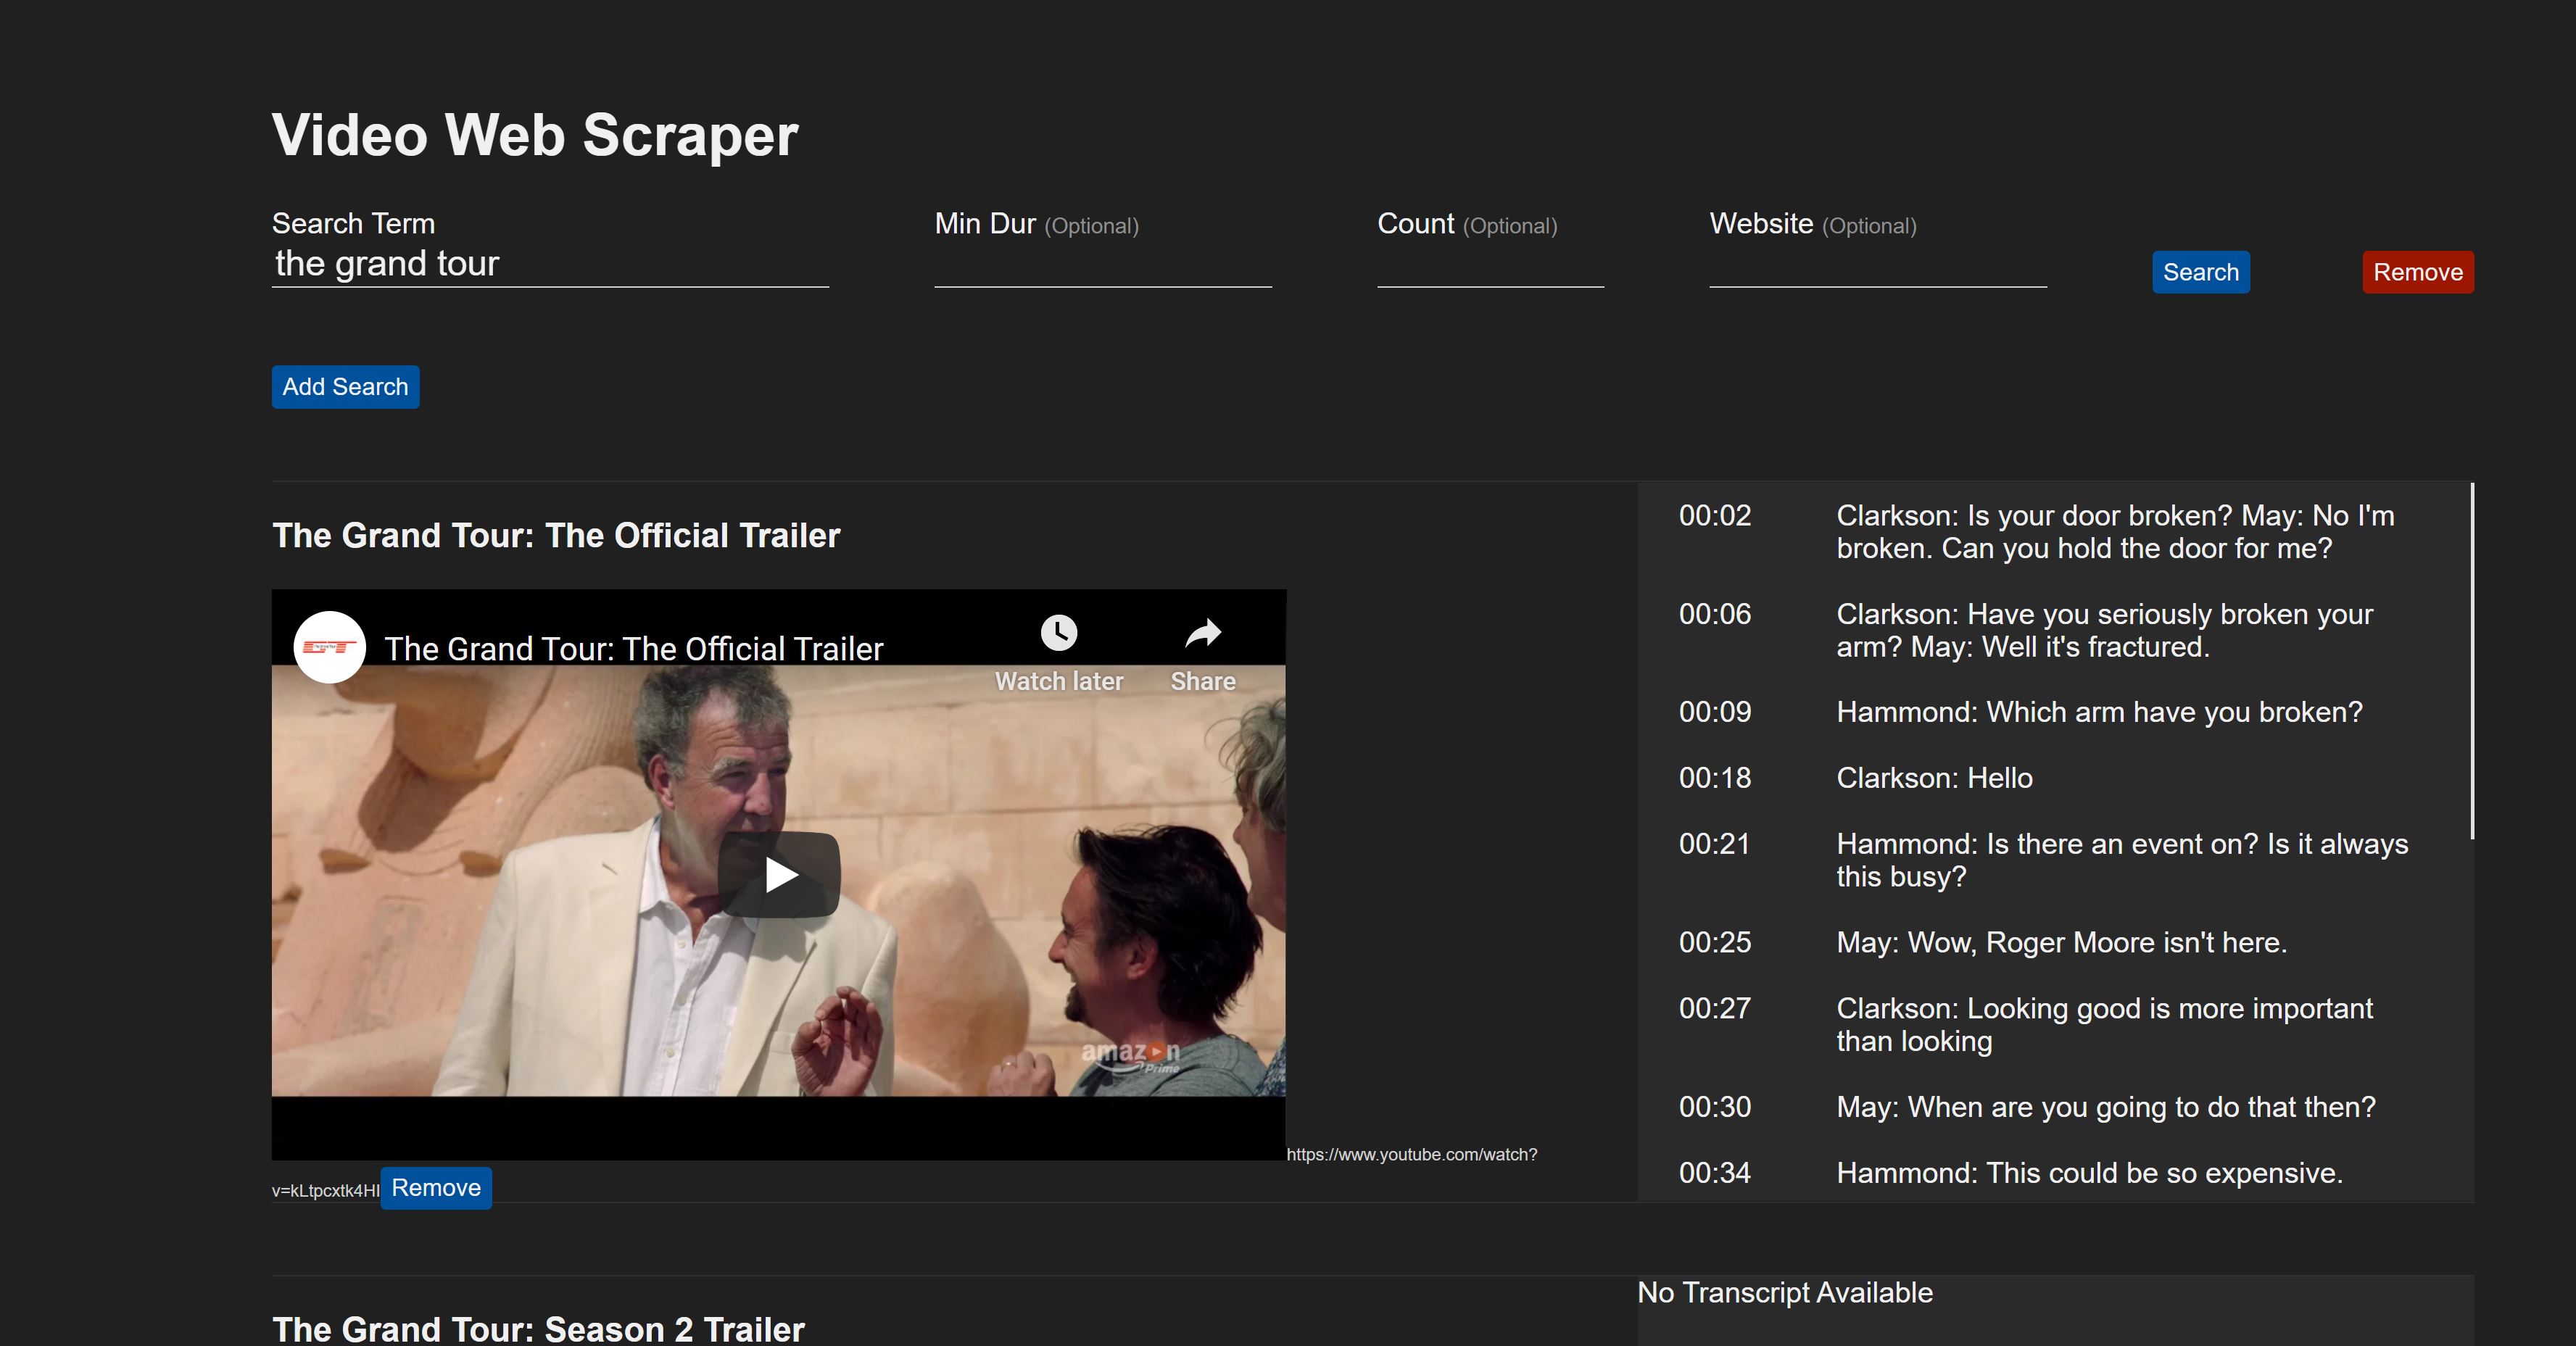 Video Web Scraper
Search Term
Min Dur (Optional)
Count (Optional)
Website (Optional)
the grand tour
Search
Remove
Add Search
The Grand Tour: The Official Trailer
The Grand Tour: The Official Trailer
Watch later
Share
amazon
Prime
https://www.youtube.com/watch?
v=kLtpcxtk4HI
Remove
00:02
Clarkson: Is your door broken? May: No I'm
broken. Can you hold the door for me?
00:06
Clarkson: Have you seriously broken your
arm? May: Well it's fractured.
00:09
Hammond: Which arm have you broken?
00:18
Clarkson: Hello
00:21
Hammond: Is there an event on? Is it always
this busy?
00:25
May: Wow, Roger Moore isn't here.
00:27
Clarkson: Looking good is more important
than looking
00:30
May: When are you going to do that then?
00:34
Hammond: This could be so expensive.
The Grand Tour: Season 2 Trailer
No Transcript Available